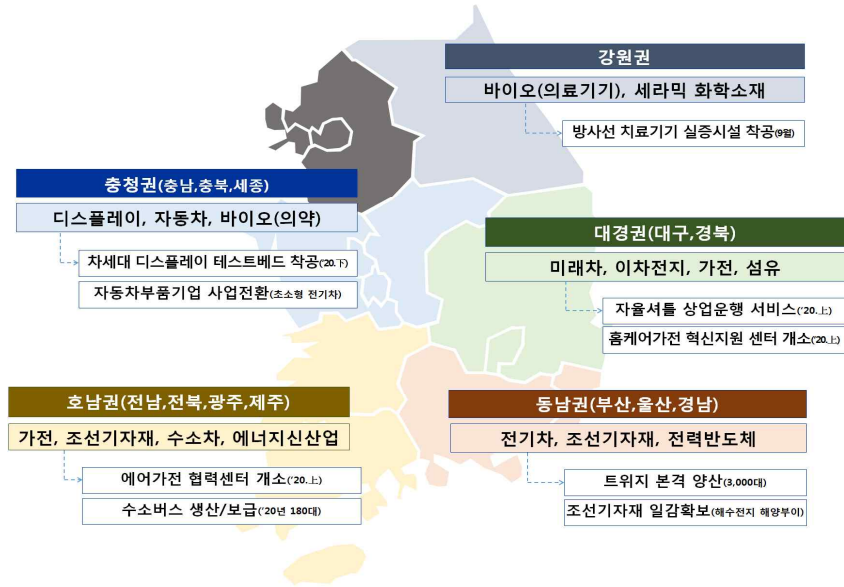 강원권
바이오(의료기기), 세라믹 화학소재
방사선 치료기기 실증시설 착공(9월)
충청권(충남,충북,세종)
디스플레이, 자동차, 바이오(의약)
차세대 디스플레이 테스트베드 착공('20.下)
자동차부품기업 사업전환(초소형 전기차)
대경권(대구,경북)
미래차, 이차전지, 가전, 섬유
자율셔틀 상업운행 서비스('20.上)
홈케어가전 혁신지원 센터 개소('20.上)
호남권(전남,전북,광주,제주)
가전, 조선기자재, 수소차, 에너지신산업
에어가전 협력센터 개소('20.上)
수소버스 생산/보급('20년 180대)
동남권(부산,울산,경남)
전기차, 조선기자재, 전력반도체
트위지 본격 양산(3,000대)
조선기자재 일감확보(해수전지 해양부이)